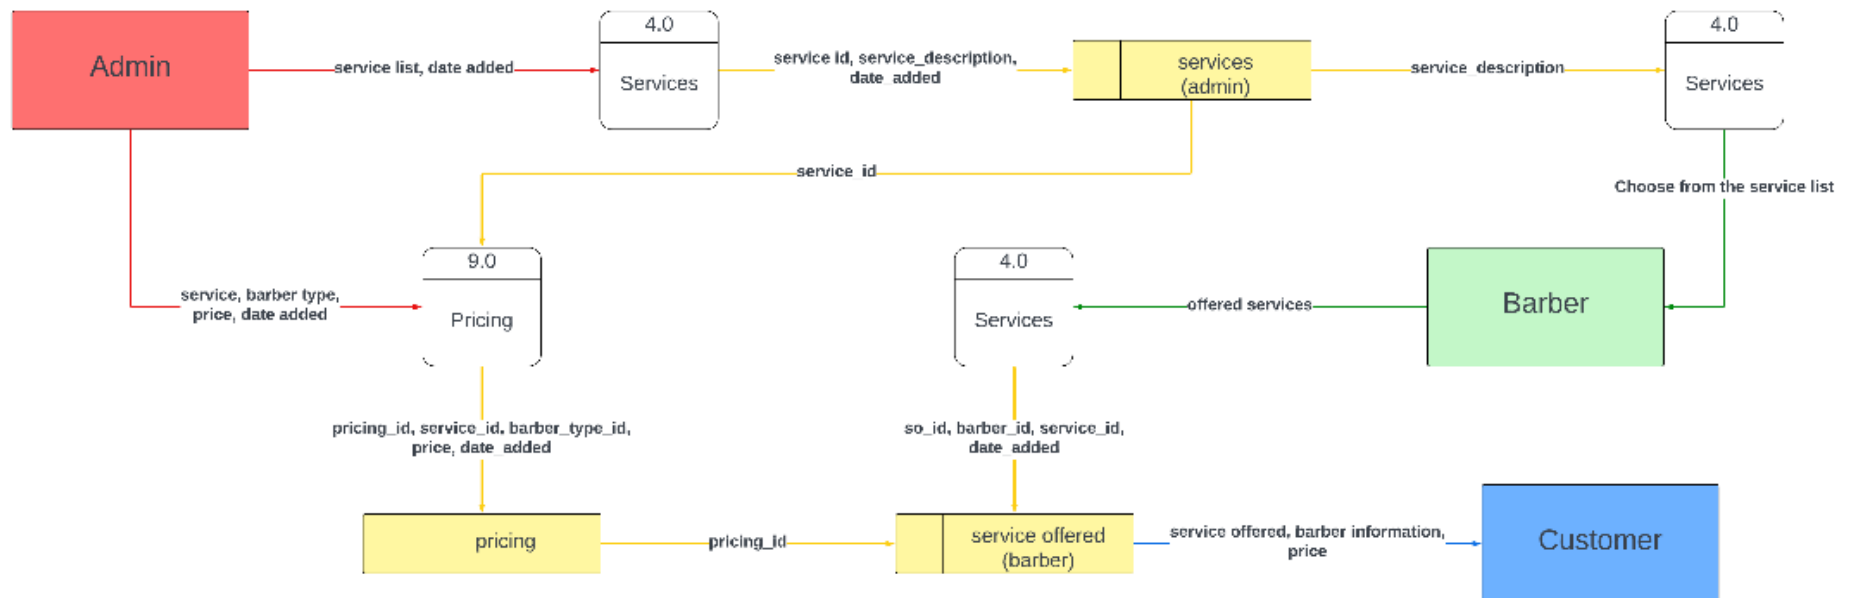 Admin
service list, date added
4.0
Services
service id, service_description,
date_added
services
(admin)
service_description
4.0
Services
service_id
Choose from the service list
service, barber type,
price, date added
9.0
Pricing
4.0
Services
offered services
Barber
pricing_id, service_id, barber_type_id,
price, date_added
so_id, barber_id, service_id,
date_added
pricing
pricing_id
service offered
(barber)
service offered, barber information,
price
Customer